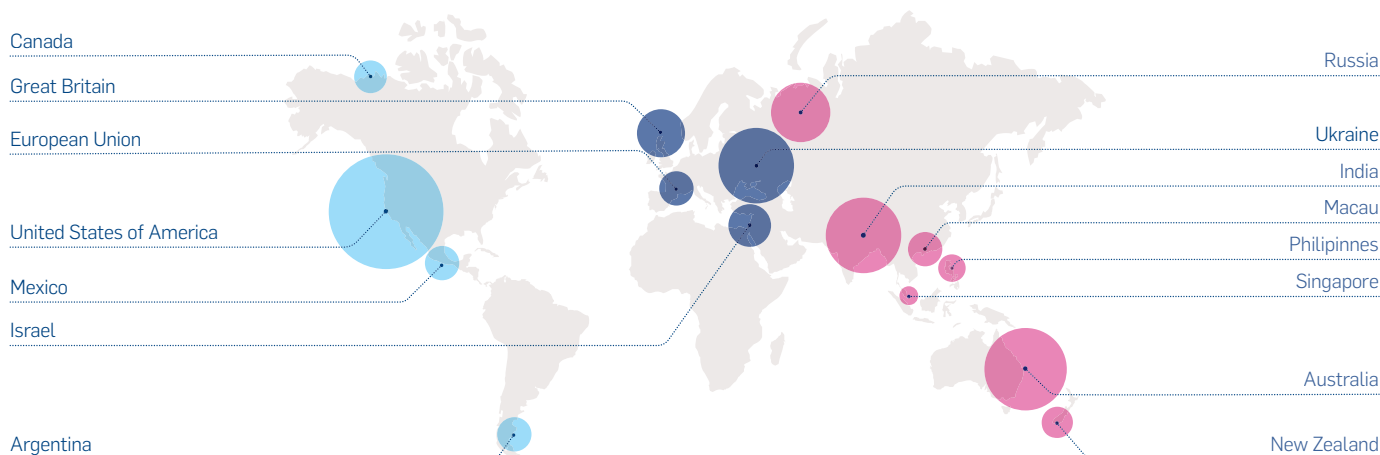 Canada
Great Britain
European Union
United States of America
Mexico
Israel
Argentina
Russia
Ukraine
India
Macau
Philipinnes
Singapore
Australia
New Zealand